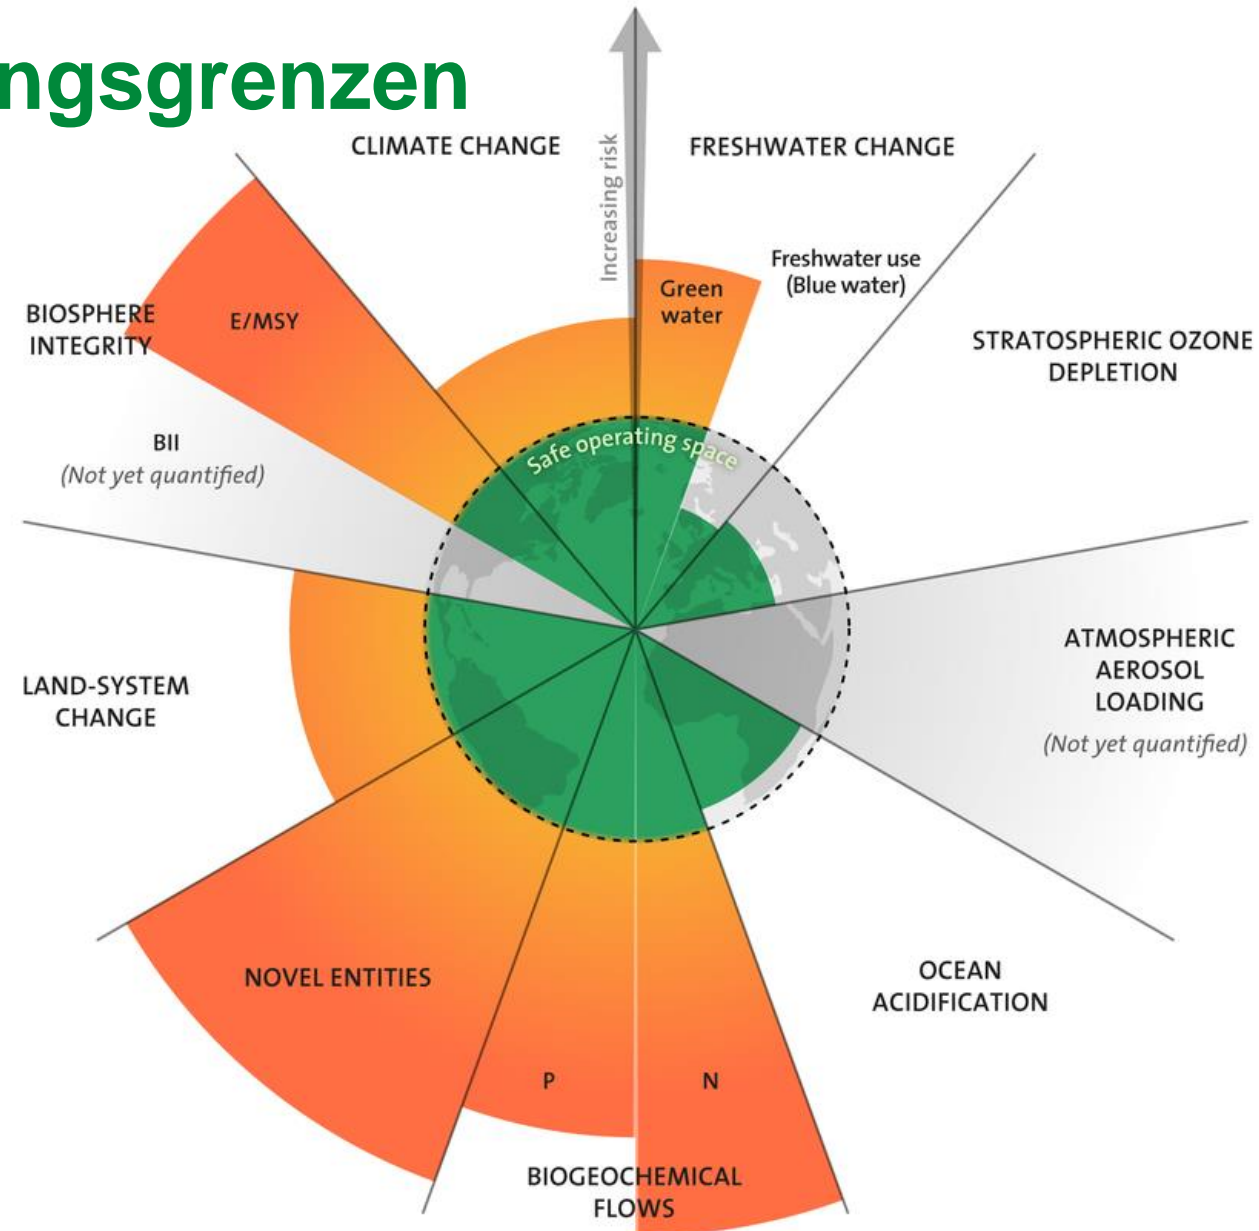 ngsgrenzen
CLIMATE CHANGE
FRESHWATER CHANGE
Increasing risk
Freshwater use
(Blue water)
Green
water
BIOSPHERE
INTEGRITY
E/MSY
STRATOSPHERIC OZONE
DEPLETION
BII
(Not yet quantified)
Safe operating space
ATMOSPHERIC
AEROSOL
LOADING
(Not yet quantified)
LAND-SYSTEM
CHANGE
NOVEL ENTITIES
OCEAN
ACIDIFICATION
P
N
BIOGEOCHEMICAL
FLOWS